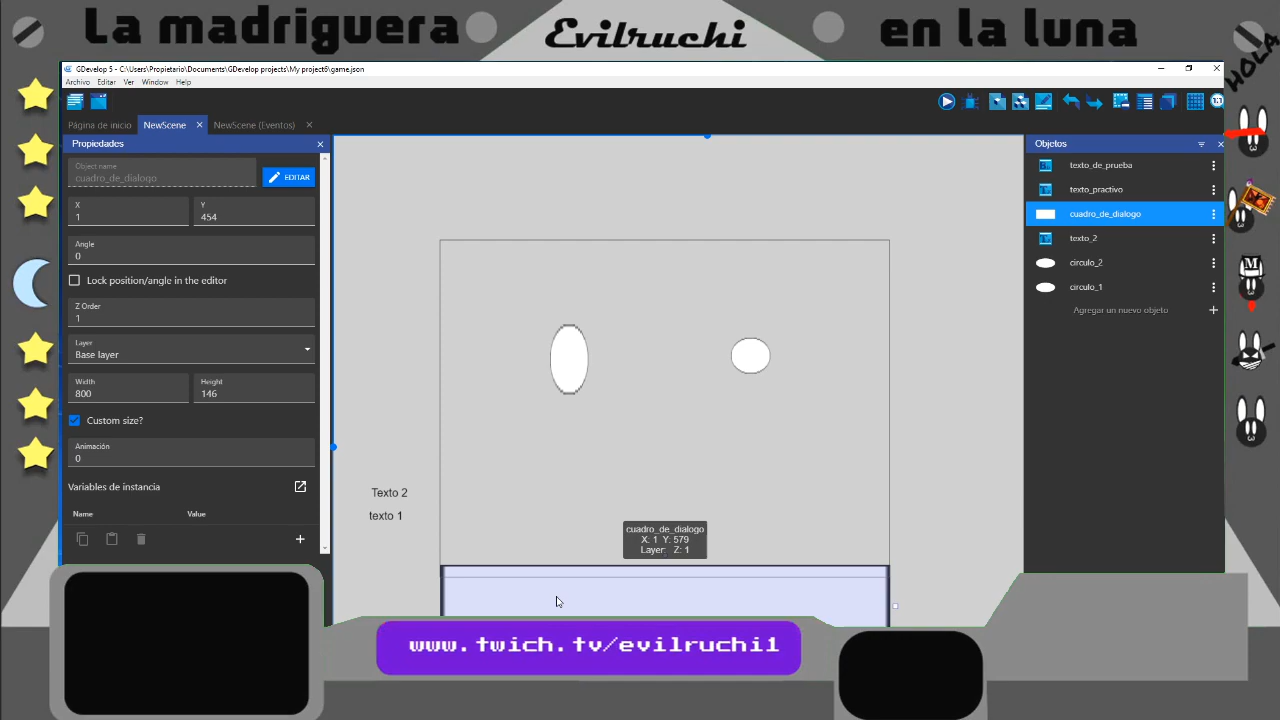 La madriguera
Evilruchi
en la luna
HOLA
GDevelop 5 - C:\Users\Propietario\Documents\GDevelop projects\My project6\game.json
Archivo Editar Ver Window Help
1:1
Página de inicio NewScene NewScene (Eventos)
Propiedades
Object name
cuadro_de_dialogo
EDITAR
X
1
Y
454
Angle
0
Lock position/angle in the editor
Z Order
1
Layer
Base layer
Width
800
Height
146
Custom size?
Animación
0
Variables de instancia
Name Value
Texto 2
texto 1
cuadro_de_dialogo
X: 1 Y: 579
Layer: Z: 1
Objetos
texto_de_prueba
texto_practivo
cuadro_de_dialogo
texto_2
circulo_2
circulo_1
Agregar un nuevo objeto
M
www.twich.tv/evilruchi1